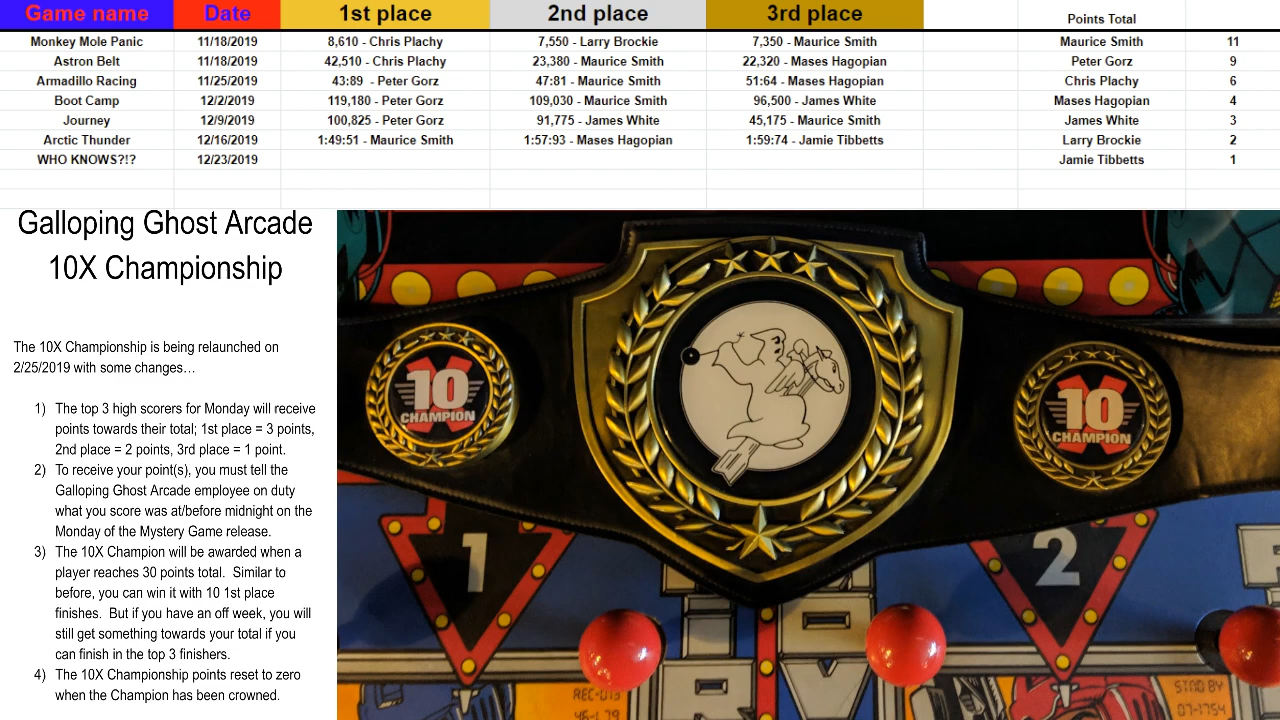 Game name Date 1st place 2nd place 3rd place Points Total
Monkey Mole Panic 11/18/2019 8,610 - Chris Plachy 7,550 - Larry Brockie 7,350 - Maurice Smith Maurice Smith 11
Astron Belt 11/18/2019 42,510 - Chris Plachy 23,380 - Maurice Smith 22,320 - Mases Hagopian Peter Gorz 9
Armadillo Racing 11/25/2019 43:89 - Peter Gorz 47:81 - Maurice Smith 51:64 - Mases Hagopian Chris Plachy 6
Boot Camp 12/2/2019 119,180 - Peter Gorz 109,030 - Maurice Smith 96,500 - James White Mases Hagopian 4
Journey 12/9/2019 100,825 - Peter Gorz 91,775 - James White 45,175 - Maurice Smith James White 3
Arctic Thunder 12/16/2019 1:49:51 - Maurice Smith 1:57:93 - Mases Hagopian 1:59:74 - Jamie Tibbetts Larry Brockie 2
WHO KNOWS?!? 12/23/2019 Jamie Tibbetts 1
Galloping Ghost Arcade
10X Championship
The 10X Championship is being relaunched on
2/25/2019 with some changes…
1) The top 3 high scorers for Monday will receive
points towards their total; 1st place = 3 points,
2nd place = 2 points, 3rd place = 1 point.
2) To receive your point(s), you must tell the
Galloping Ghost Arcade employee on duty
what you score was at/before midnight on the
Monday of the Mystery Game release.
3) The 10X Champion will be awarded when a
player reaches 30 points total. Similar to
before, you can win it with 10 1st place
finishes. But if you have an off week, you will
still get something towards your total if you
can finish in the top 3 finishers.
4) The 10X Championship points reset to zero
when the Champion has been crowned.
10 X
CHAMPION
10 X
CHAMPION
1
2
REC-013
46-L79
STAD BY
07-1754